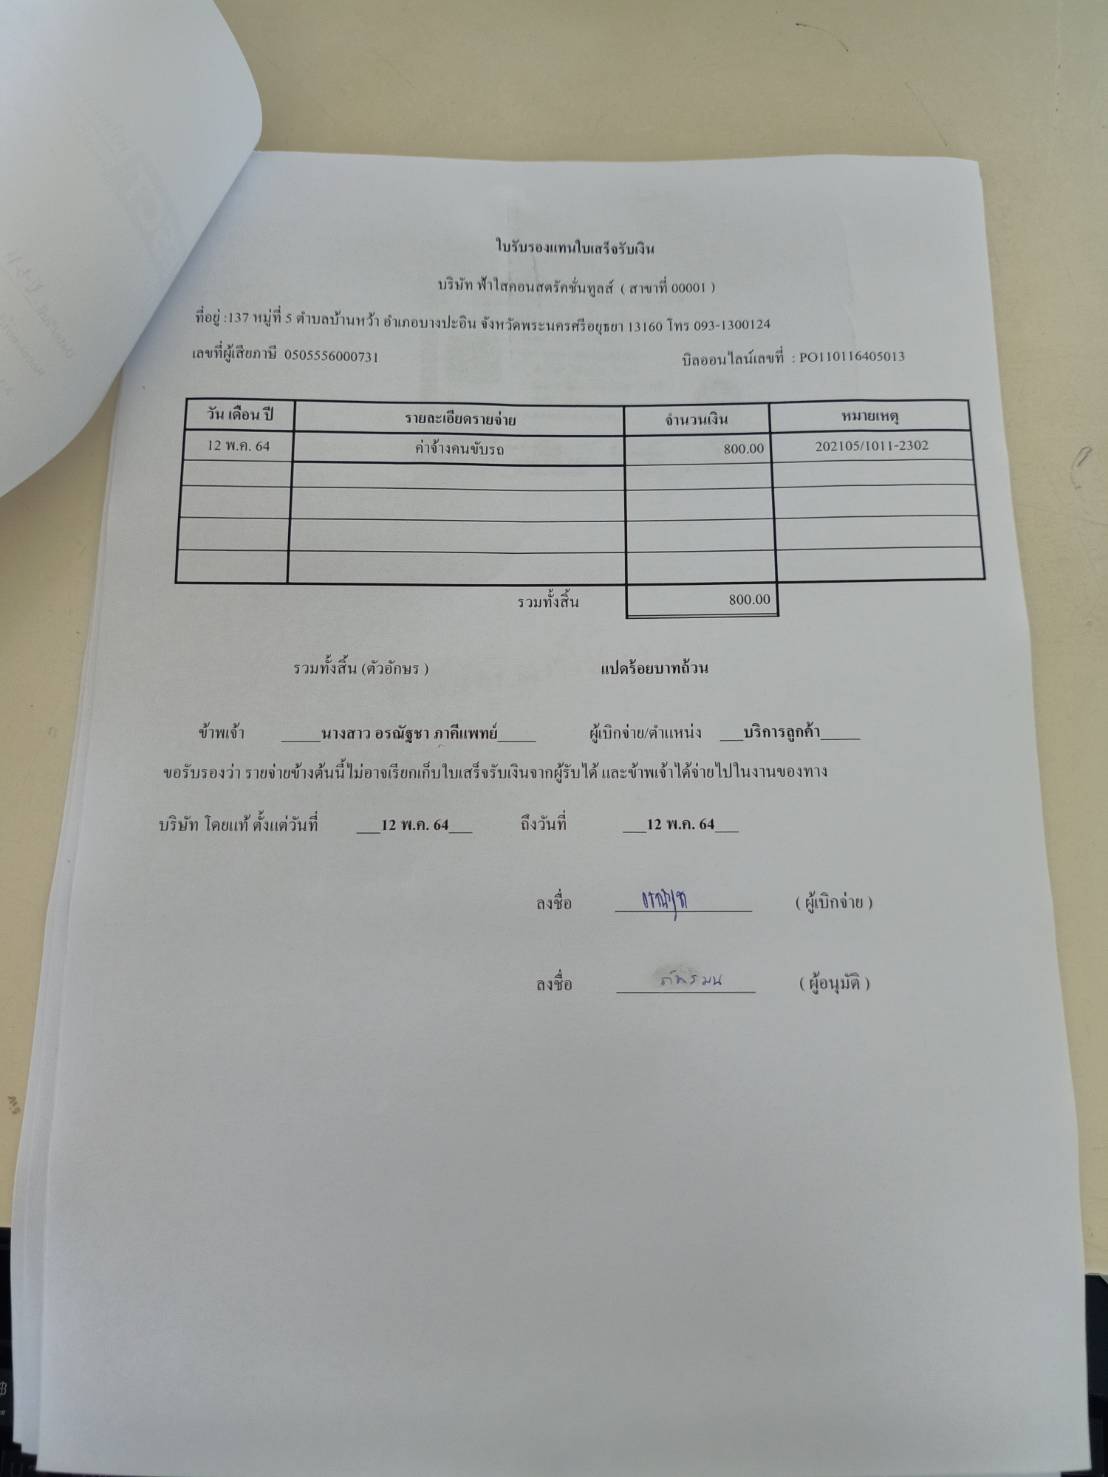 ใบรับรองแทนใบเสร็จรับเงิน
บริษัท ฟ้าใสคอนสตรัคชั่นทูลส์ ( สาขาที่ 00001 )
ที่อยู่ :137 หมู่ที่ 5 ตำบลบ้านหว้า อำเภอบางปะอิน จังหวัดพระนครศรีอยุธยา 13160 โทร 093-1300124
เลขที่ผู้เสียภาษี 0505556000731 บิลออนไลน์เลขที่ : PO110116405013
วัน เดือน ปี รายละเอียดรายจ่าย จำนวนเงิน หมายเหตุ
12 พ.ค. 64 ค่าจ้างคนขับรถ 800.00 202105/1011-2302
รวมทั้งสิ้น 800.00
รวมทั้งสิ้น (ตัวอักษร ) แปดร้อยบาทถ้วน
ข้าพเจ้า _____นางสาว อรณัฐชา ภาคีแพทย์_____ ผู้เบิกจ่าย/ตำแหน่ง ___บริการลูกค้า_____
ขอรับรองว่า รายจ่ายข้างต้นนี้ไม่อาจเรียกเก็บใบเสร็จรับเงินจากผู้รับได้ และข้าพเจ้าได้จ่ายไปในงานของทาง
บริษัท โดยแท้ ตั้งแต่วันที่ ___12 พ.ค. 64___ ถึงวันที่ ___12 พ.ค. 64___
ลงชื่อ ( ผู้เบิกจ่าย )
ลงชื่อ ภัทรมน ( ผู้อนุมัติ )